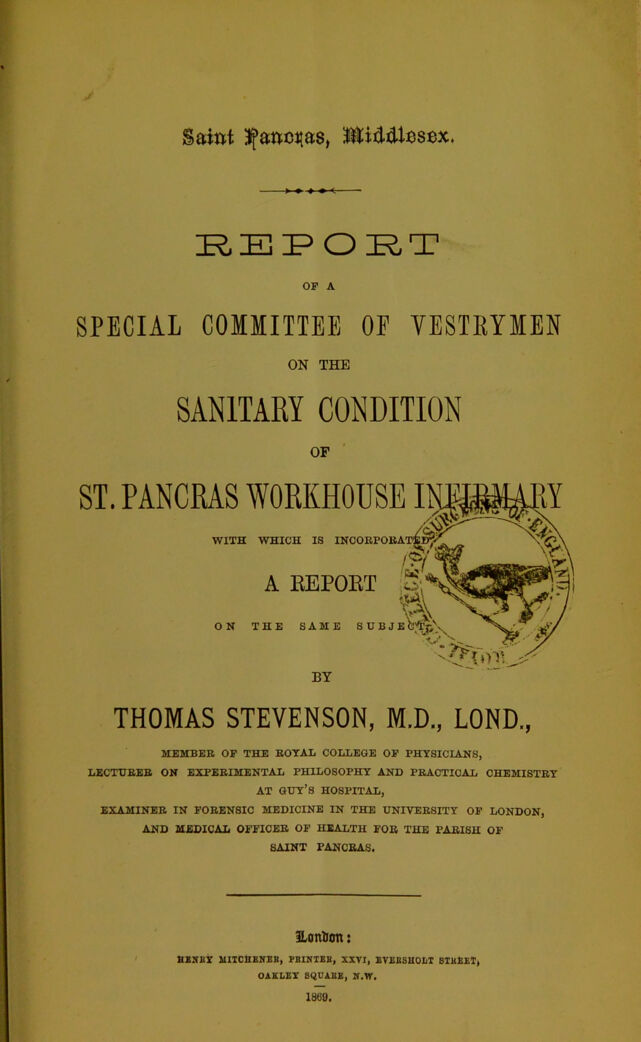 Saint Pancras, Middlesex.
REPORT
OF A
SPECIAL COMMITTEE OF VESTRYMEN
ON THE
SANITARY CONDITION
OF
ST. PANCRAS WORKHOUSE INFIRMARY
WITH WHICH IS INCORPORATED
A REPORT
ON THE SAME SUBJECT,
BY
THOMAS STEVENSON, M.D., LOND.,
MEMBER OF THE ROYAL COLLEGE OF PHYSICIANS,
LECTURER ON EXPERIMENTAL PHILOSOPHY AND PRACTICAL CHEMISTRY
AT GUY'S HOSPITAL,
EXAMINER IN FORENSIC MEDICINE IN THE UNIVERSITY OF LONDON,
AND MEDICAL OFFICER OF HEALTH FOR THE PARISH OF
SAINT PANCRAS.
London:
HENRY MITCHENER, PRINTER, XXVI, EVERSHOLT STREET,
OAKLEY SQUARE, N.W.
1869.
OF ENGLAND.